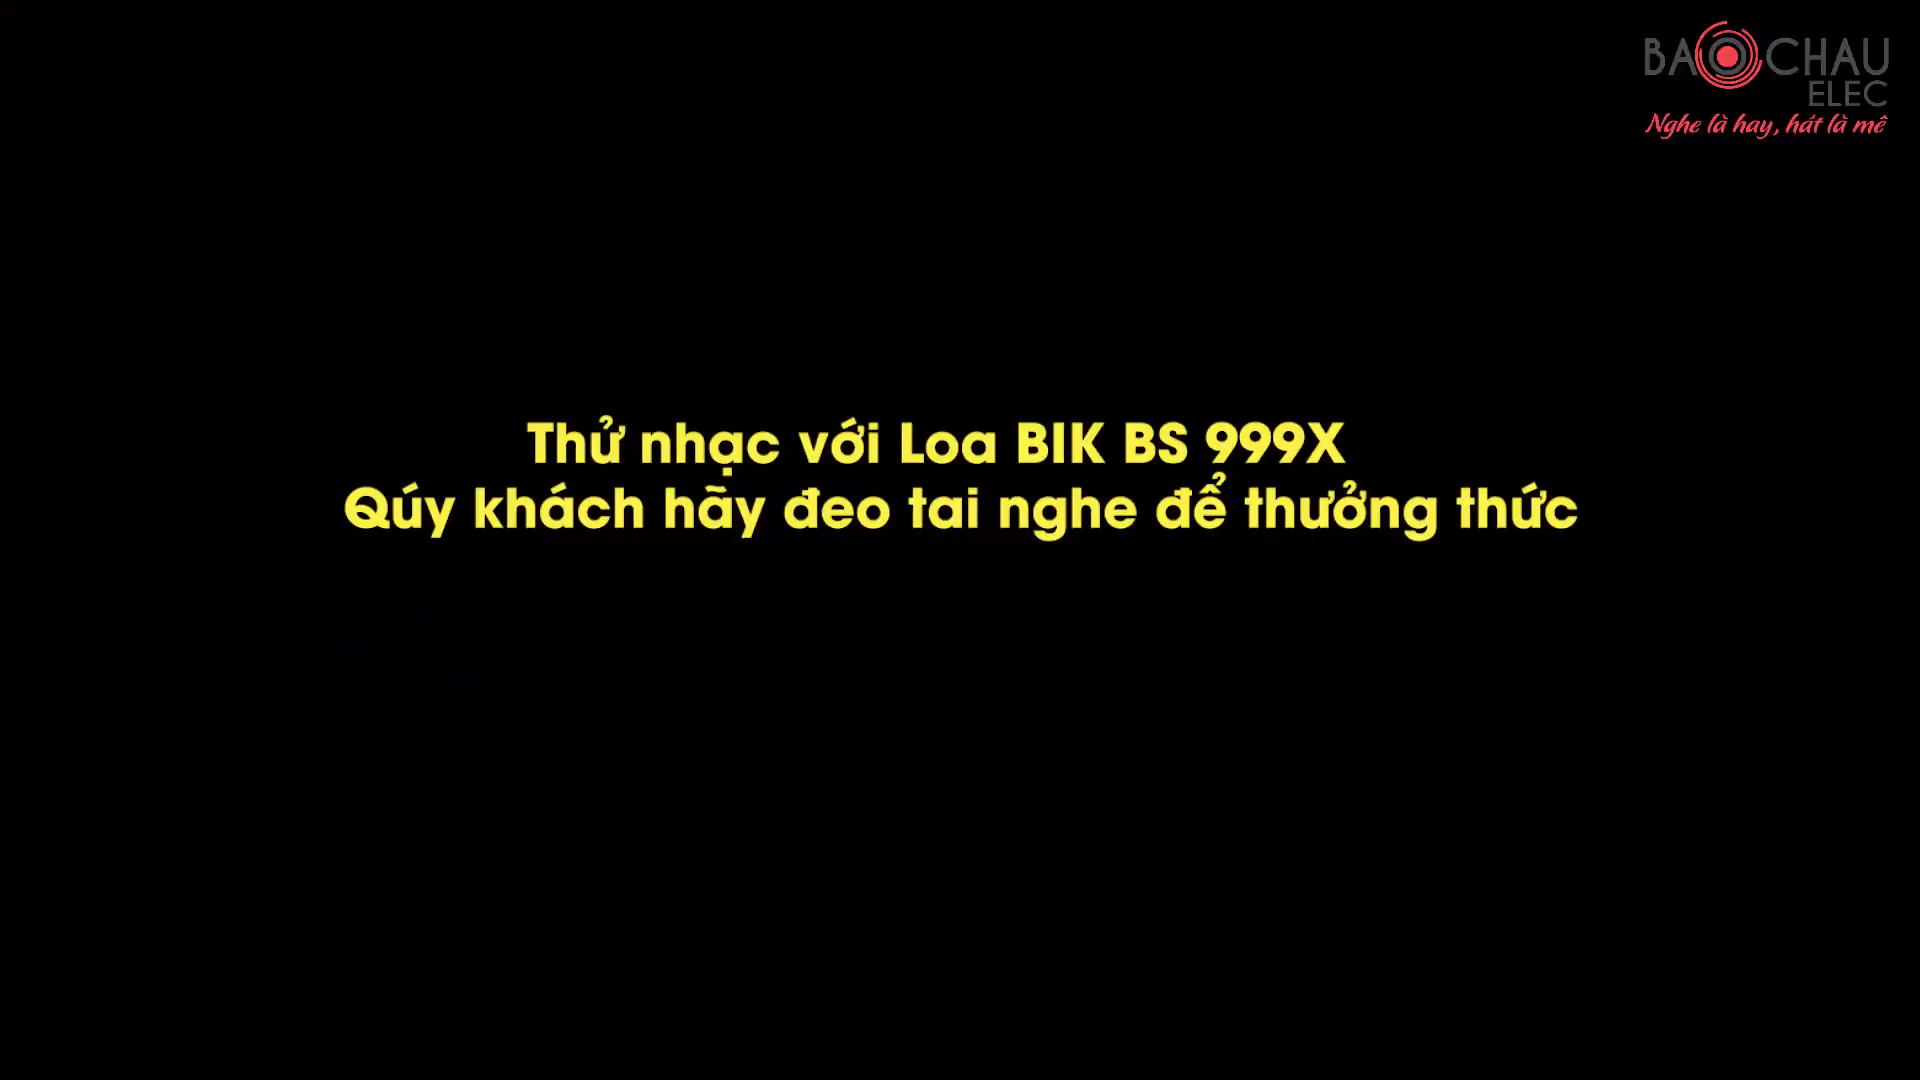 BAOCHAU
ELEC
Nghe là hay, hát là mê
Thử nhạc với Loa BIK BS 999X
Qúy khách hãy đeo tai nghe để thưởng thức